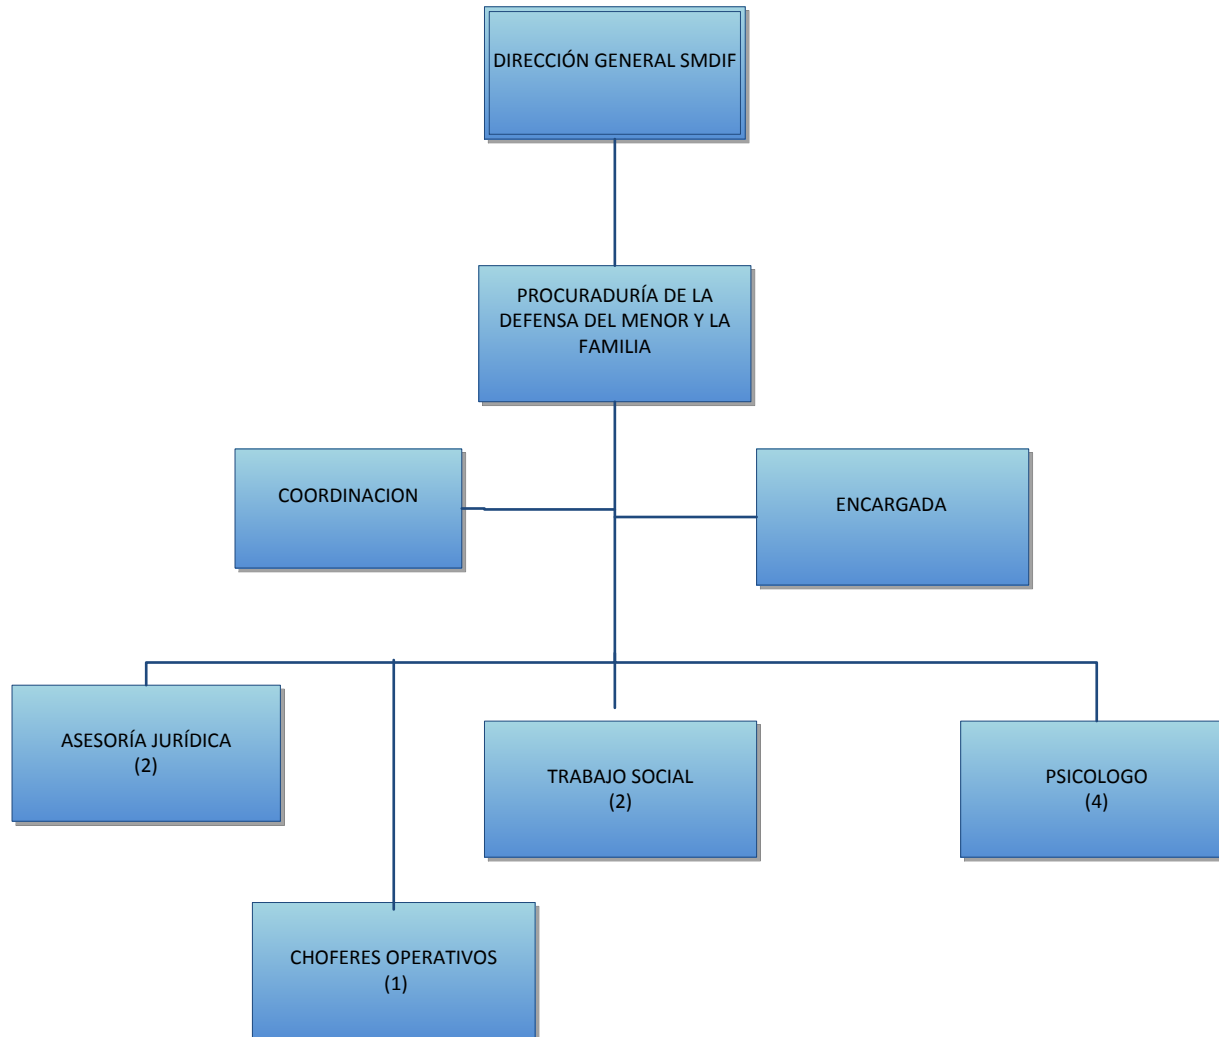 DIRECCIÓN GENERAL SMDIF
PROCURADURÍA DE LA
DEFENSA DEL MENOR Y LA
FAMILIA
COORDINACION
ENCARGADA
ASESORÍA JURÍDICA
(2)
TRABAJO SOCIAL
(2)
PSICOLOGO
(4)
CHOFERES OPERATIVOS
(1)